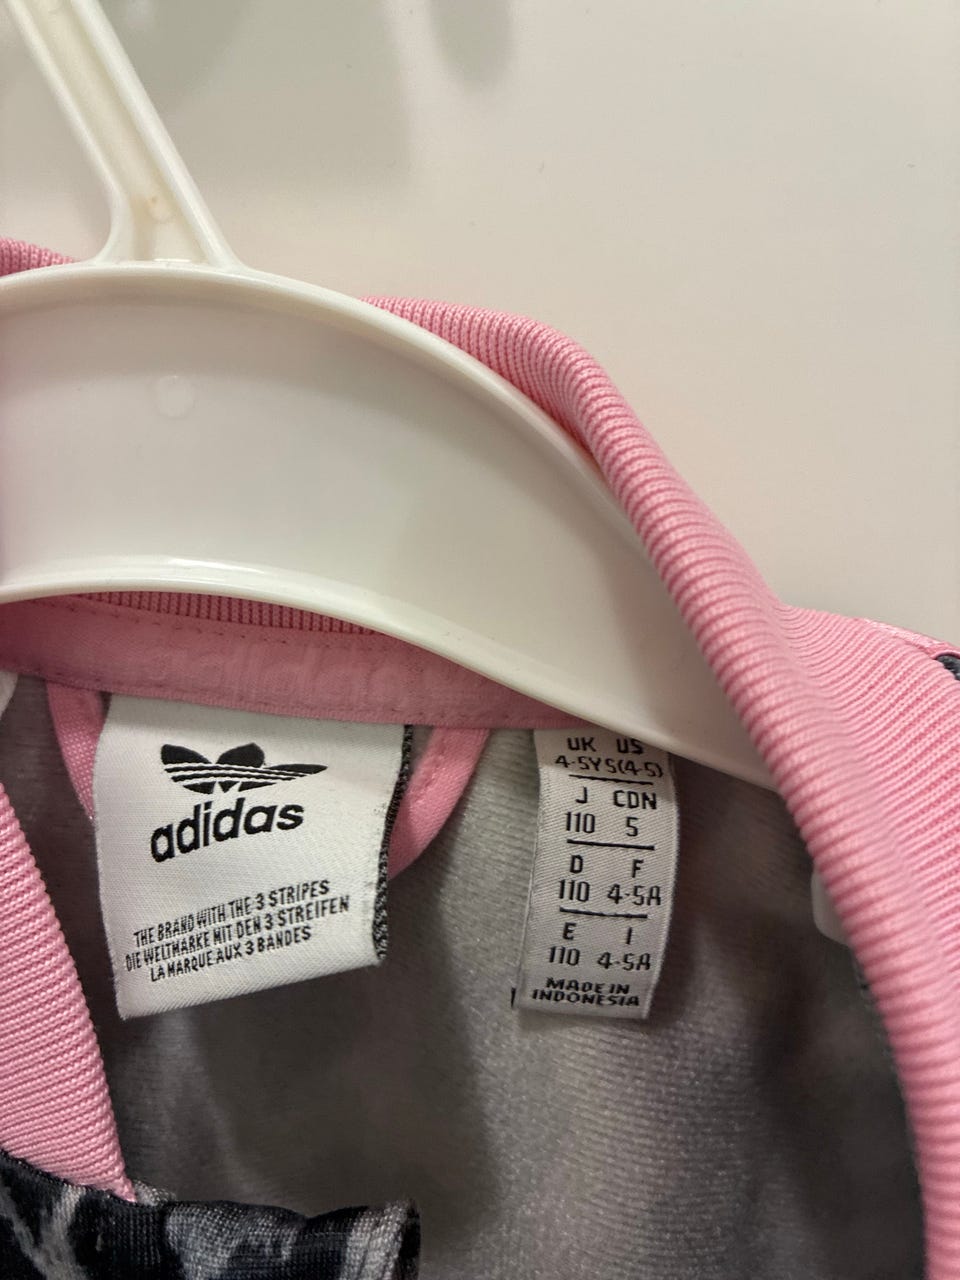 adidas
adidas
THE BRAND WITH THE 3 STRIPES
DIE WELTMARKE MIT DEN 3 STREIFEN
LA MARQUE AUX 3 BANDES
UK US
4-5Y S(4-5)
J CDN
110 5
D F
110 4-5A
E I
110 4-5A
MADE IN
INDONESIA